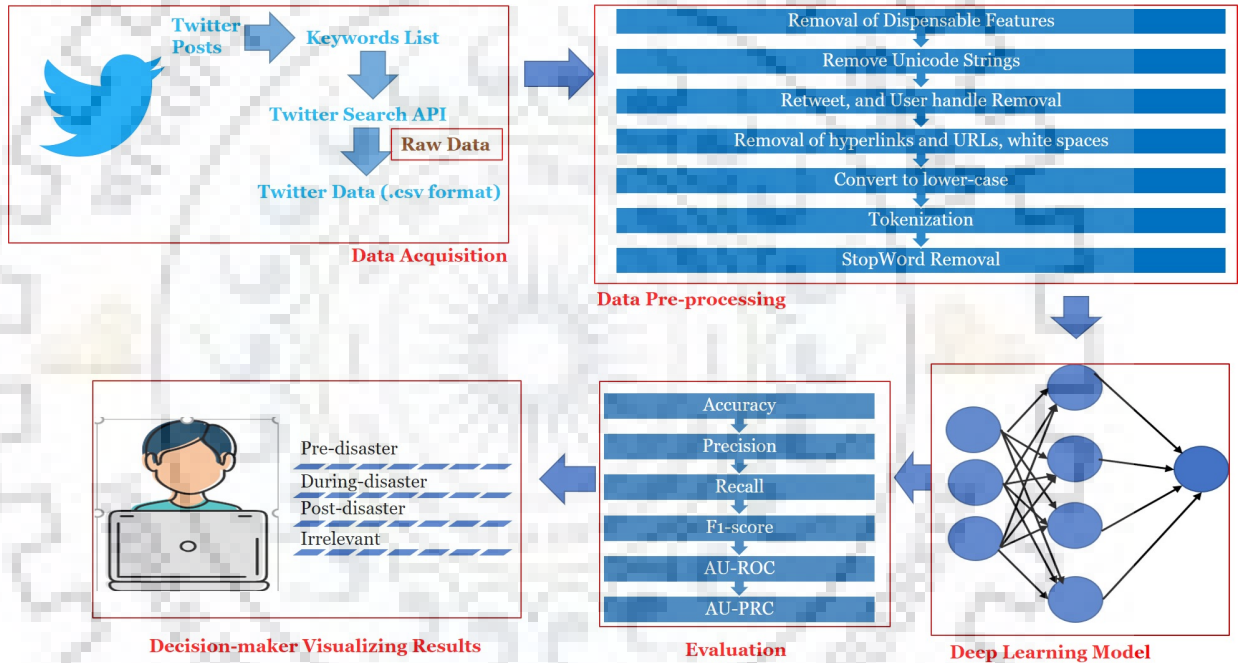 Twitter
Posts
Keywords List
Twitter Search API
Raw Data
Twitter Data (.csv format)
Data Acquisition
Removal of Dispensable Features
Remove Unicode Strings
Retweet, and User handle Removal
Removal of hyperlinks and URLs, white spaces
Convert to lower-case
Tokenization
StopWord Removal
Data Pre-processing
Deep Learning Model
Accuracy
Precision
Recall
F1-score
AU-ROC
AU-PRC
Evaluation
Pre-disaster
During-disaster
Post-disaster
Irrelevant
Decision-maker Visualizing Results